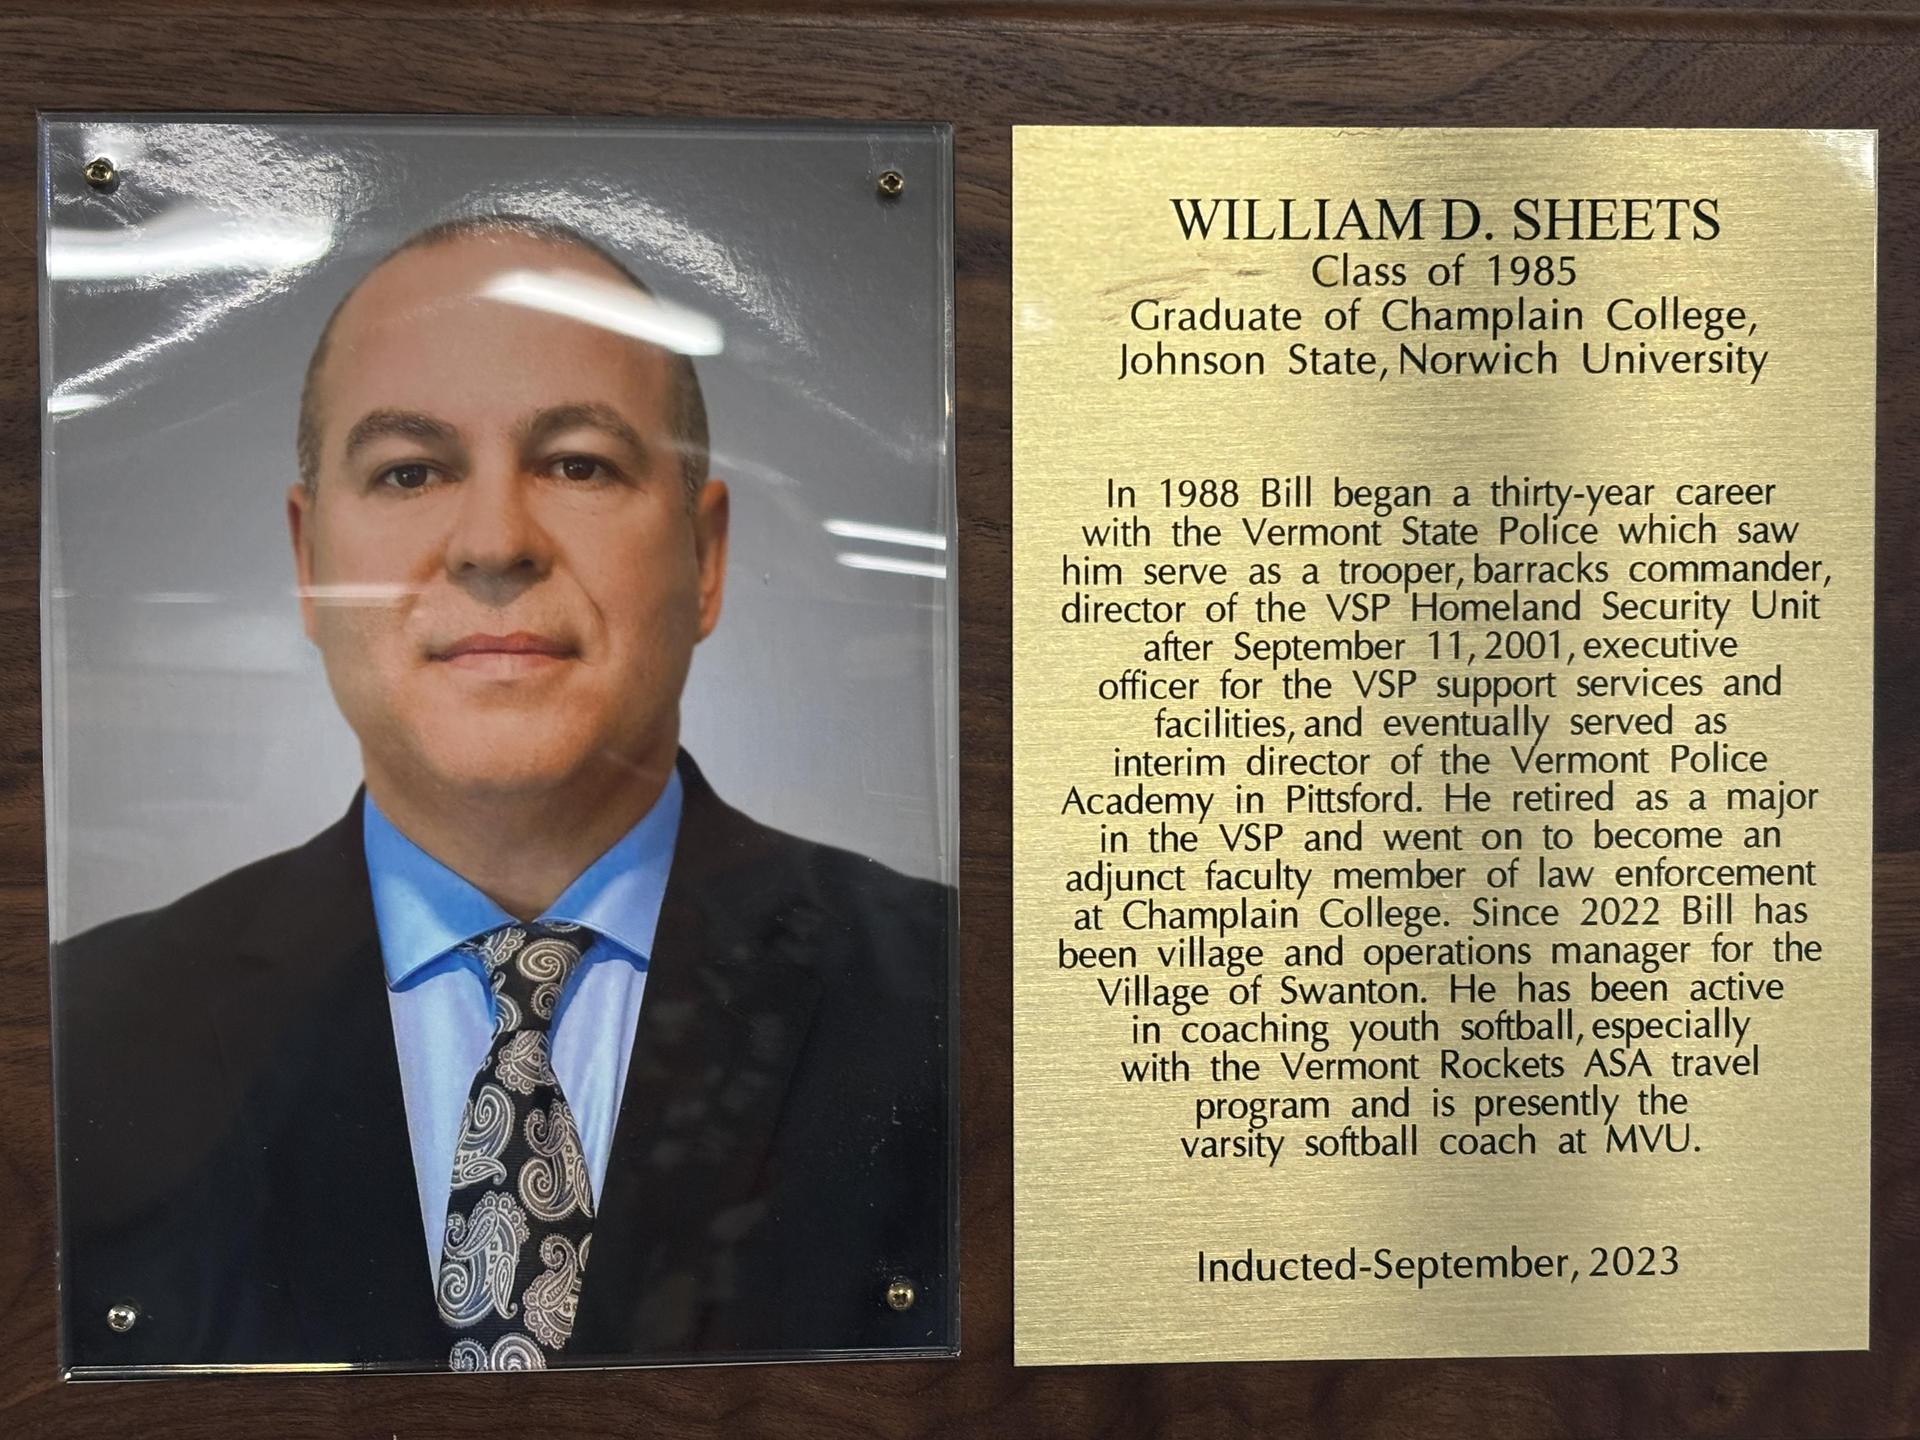 WILLIAM D. SHEETS
Class of 1985
Graduate of Champlain College,
Johnson State, Norwich University
In 1988 Bill began a thirty-year career
with the Vermont State Police which saw
him serve as a trooper, barracks commander,
director of the VSP Homeland Security Unit
after September 11, 2001, executive
officer for the VSP support services and
facilities, and eventually served as
interim director of the Vermont Police
Academy in Pittsford. He retired as a major
in the VSP and went on to become an
adjunct faculty member of law enforcement
at Champlain College. Since 2022 Bill has
been village and operations manager for the
Village of Swanton. He has been active
in coaching youth softball, especially
with the Vermont Rockets ASA travel
program and is presently the
varsity softball coach at MVU.
Inducted-September, 2023